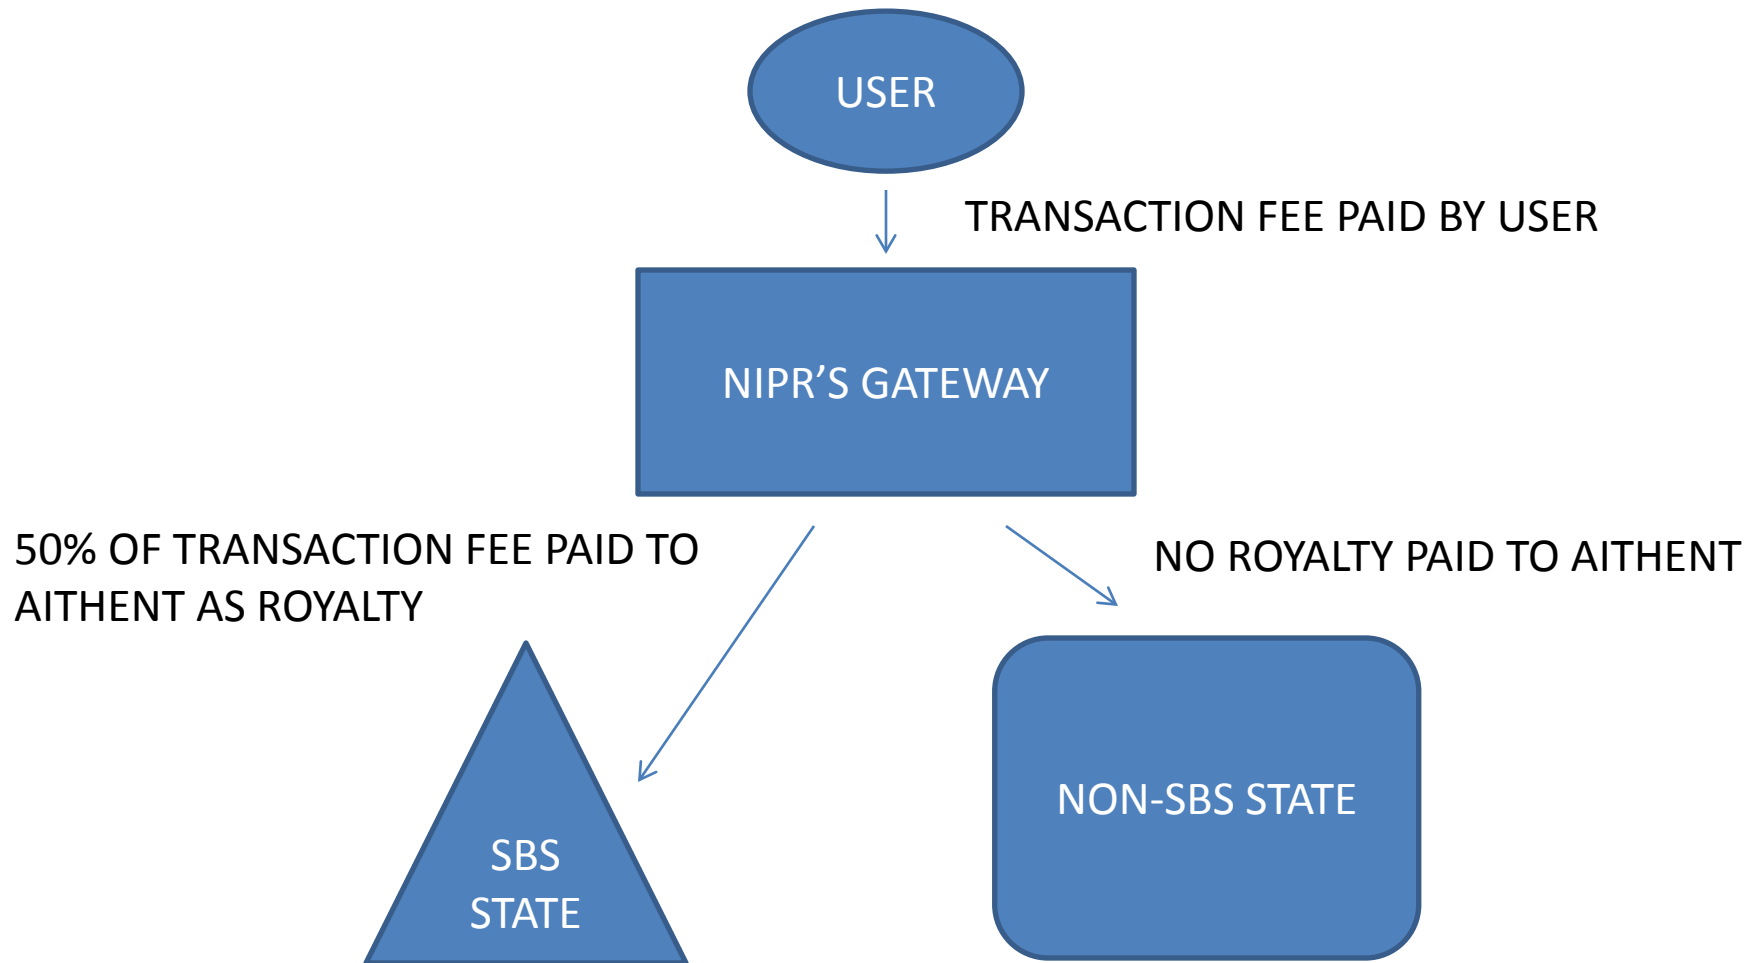 USER
TRANSACTION FEE PAID BY USER
NIPR’S GATEWAY
50% OF TRANSACTION FEE PAID TO
AITHENT AS ROYALTY
NO ROYALTY PAID TO AITHENT
SBS
STATE
NON-SBS STATE